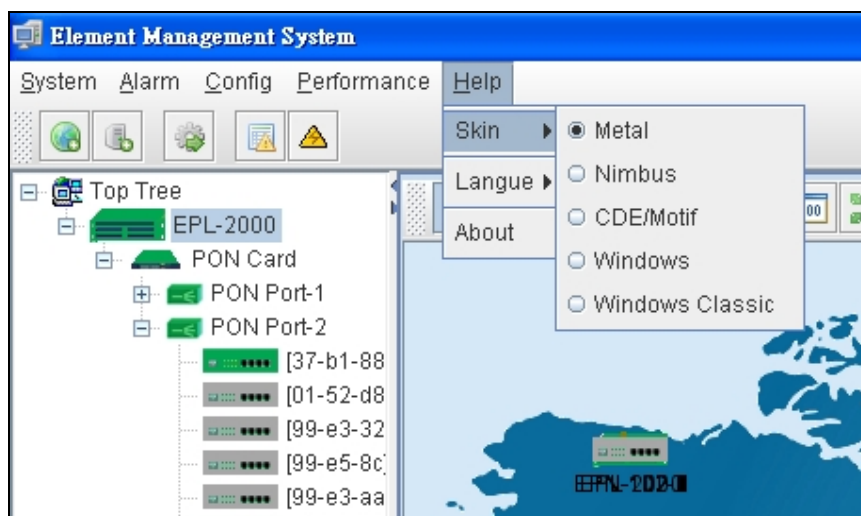 Element Management System
System Alarm Config Performance Help
Skin
Metal
Nimbus
CDE/Motif
Windows
Windows Classic
Langue
About
00
Top Tree
EPL-2000
PON Card
PON Port-1
PON Port-2
[37-b1-88
[01-52-d8
[99-e3-32
[99-e5-8c]
[99-e3-aa